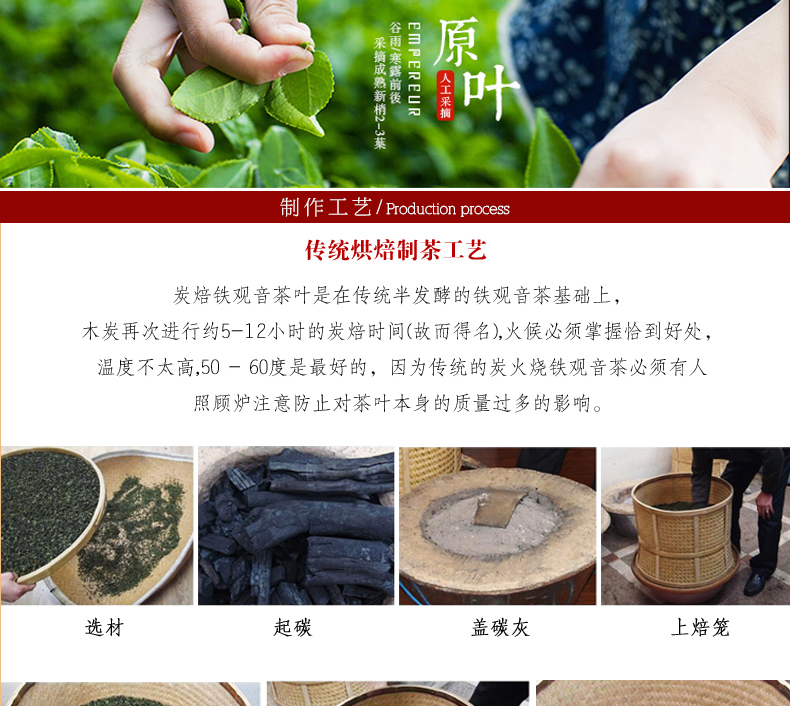 原叶
人工采摘
EMPEREUR
谷雨/寒露前後
采摘成熟新梢2-3葉
制作工艺/Production process
传统烘焙制茶工艺
炭焙铁观音茶叶是在传统半发酵的铁观音茶基础上，
木炭再次进行约5-12小时的炭焙时间(故而得名),火候必须掌握恰到好处，
温度不太高,50 - 60度是最好的，因为传统的炭火烧铁观音茶必须有人
照顾炉注意防止对茶叶本身的质量过多的影响。
选材
起碳
盖碳灰
上焙笼